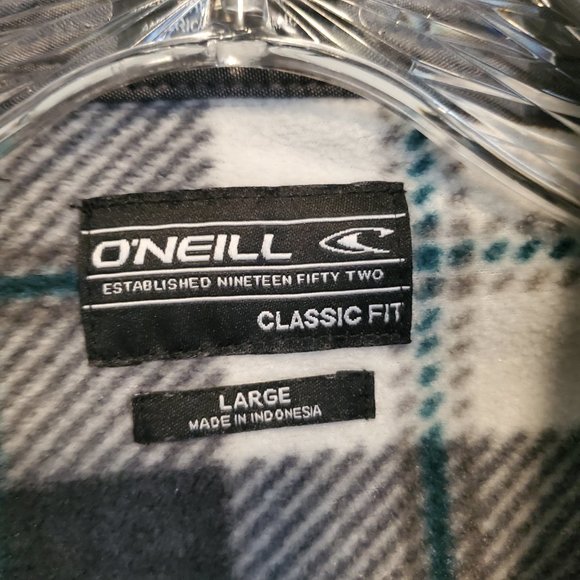 O'NEILL
ESTABLISHED NINETEEN FIFTY TWO
CLASSIC FIT
LARGE
MADE IN INDONESIA